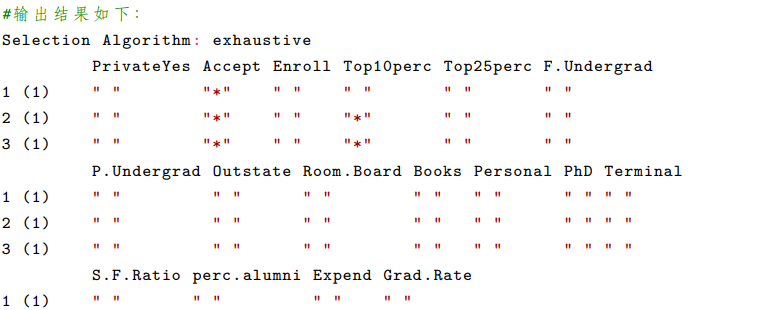 #输出结果如下:
Selection Algorithm: exhaustive
PrivateYes Accept Enroll Top10perc Top25perc F.Undergrad
1 (1) " " "*" " " " " " " " "
2 (1) " " "*" " " "*" " " " "
3 (1) " " "*" " " "*" " " " "
P.Undergrad Outstate Room.Board Books Personal PhD Terminal
1 (1) " " " " " " " " " " " " " "
2 (1) " " " " " " " " " " " " " "
3 (1) " " " " " " " " " " " " " "
S.F.Ratio perc.alumni Expend Grad.Rate
1 (1) " " " " " " " "